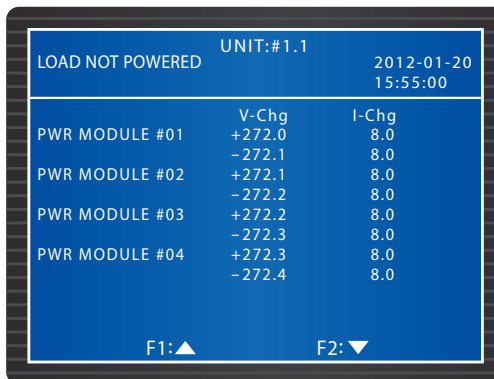 UNIT:#1.1
LOAD NOT POWERED 2012-01-20
15:55:00
V-Chg I-Chg
PWR MODULE #01 +272.0 8.0
−272.1 8.0
PWR MODULE #02 +272.1 8.0
−272.2 8.0
PWR MODULE #03 +272.2 8.0
−272.3 8.0
PWR MODULE #04 +272.3 8.0
−272.4 8.0
F1:▲ F2:▼